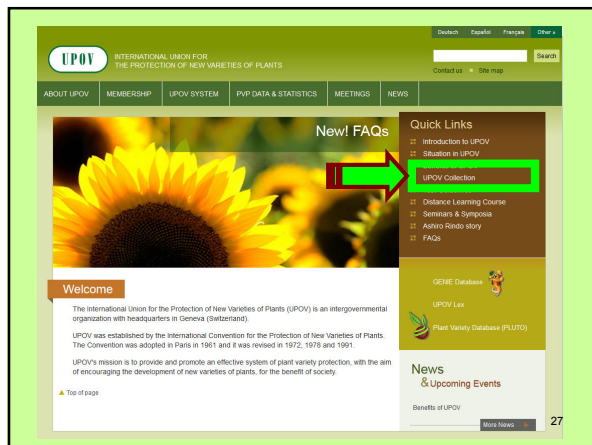 Deutsch Español Français Other »
UPOV
INTERNATIONAL UNION FOR
THE PROTECTION OF NEW VARIETIES OF PLANTS
Search
Contact us Site map
ABOUT UPOV MEMBERSHIP UPOV SYSTEM PVP DATA & STATISTICS MEETINGS NEWS
New! FAQs
Quick Links
Introduction to UPOV
Situation in UPOV
UPOV Collection
Distance Learning Course
Seminars & Symposia
Ashiro Rindo story
FAQs
GENIE Database
UPOV Lex
Plant Variety Database (PLUTO)
Welcome
The International Union for the Protection of New Varieties of Plants (UPOV) is an intergovernmental
organization with headquarters in Geneva (Switzerland).
UPOV was established by the International Convention for the Protection of New Varieties of Plants.
The Convention was adopted in Paris in 1961 and it was revised in 1972, 1978 and 1991.
UPOV's mission is to provide and promote an effective system of plant variety protection, with the aim
of encouraging the development of new varieties of plants, for the benefit of society.
Top of page
News
& Upcoming Events
Benefits of UPOV
More News
27